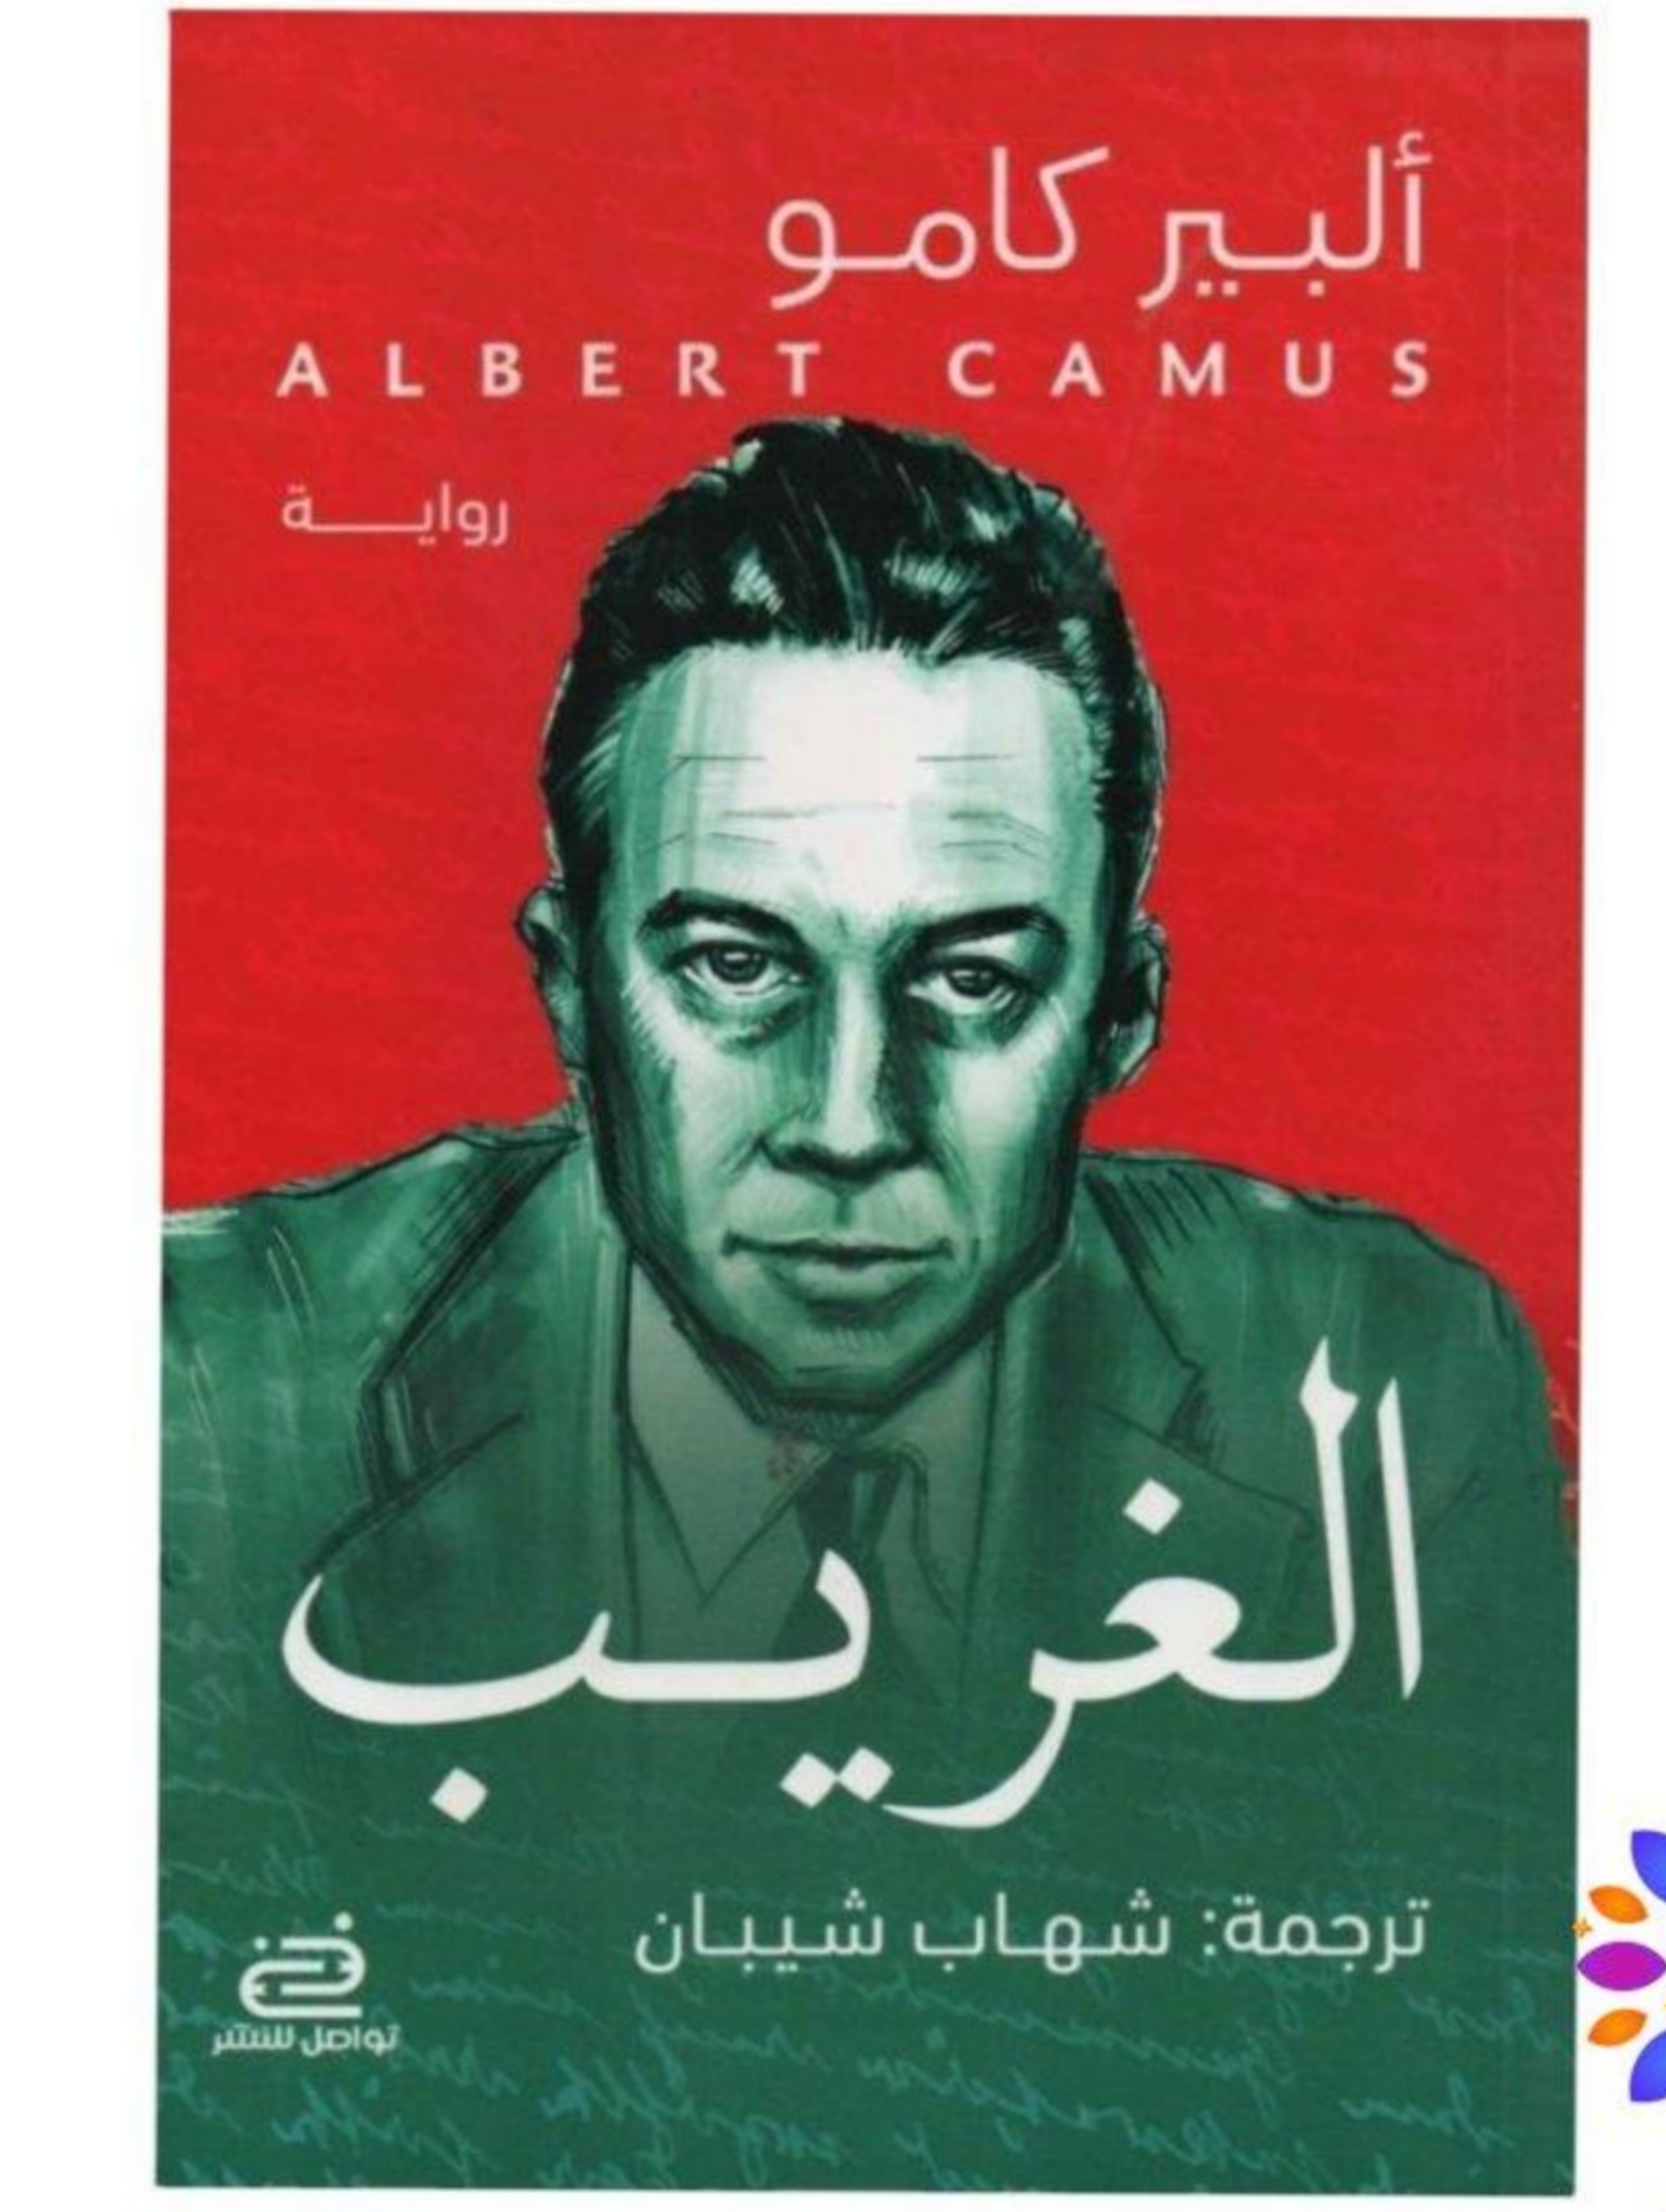 ألبير كامو
ALBERT CAMUS
رواية
الغريب
ترجمة: شهاب شيبان
تواصل للنشر